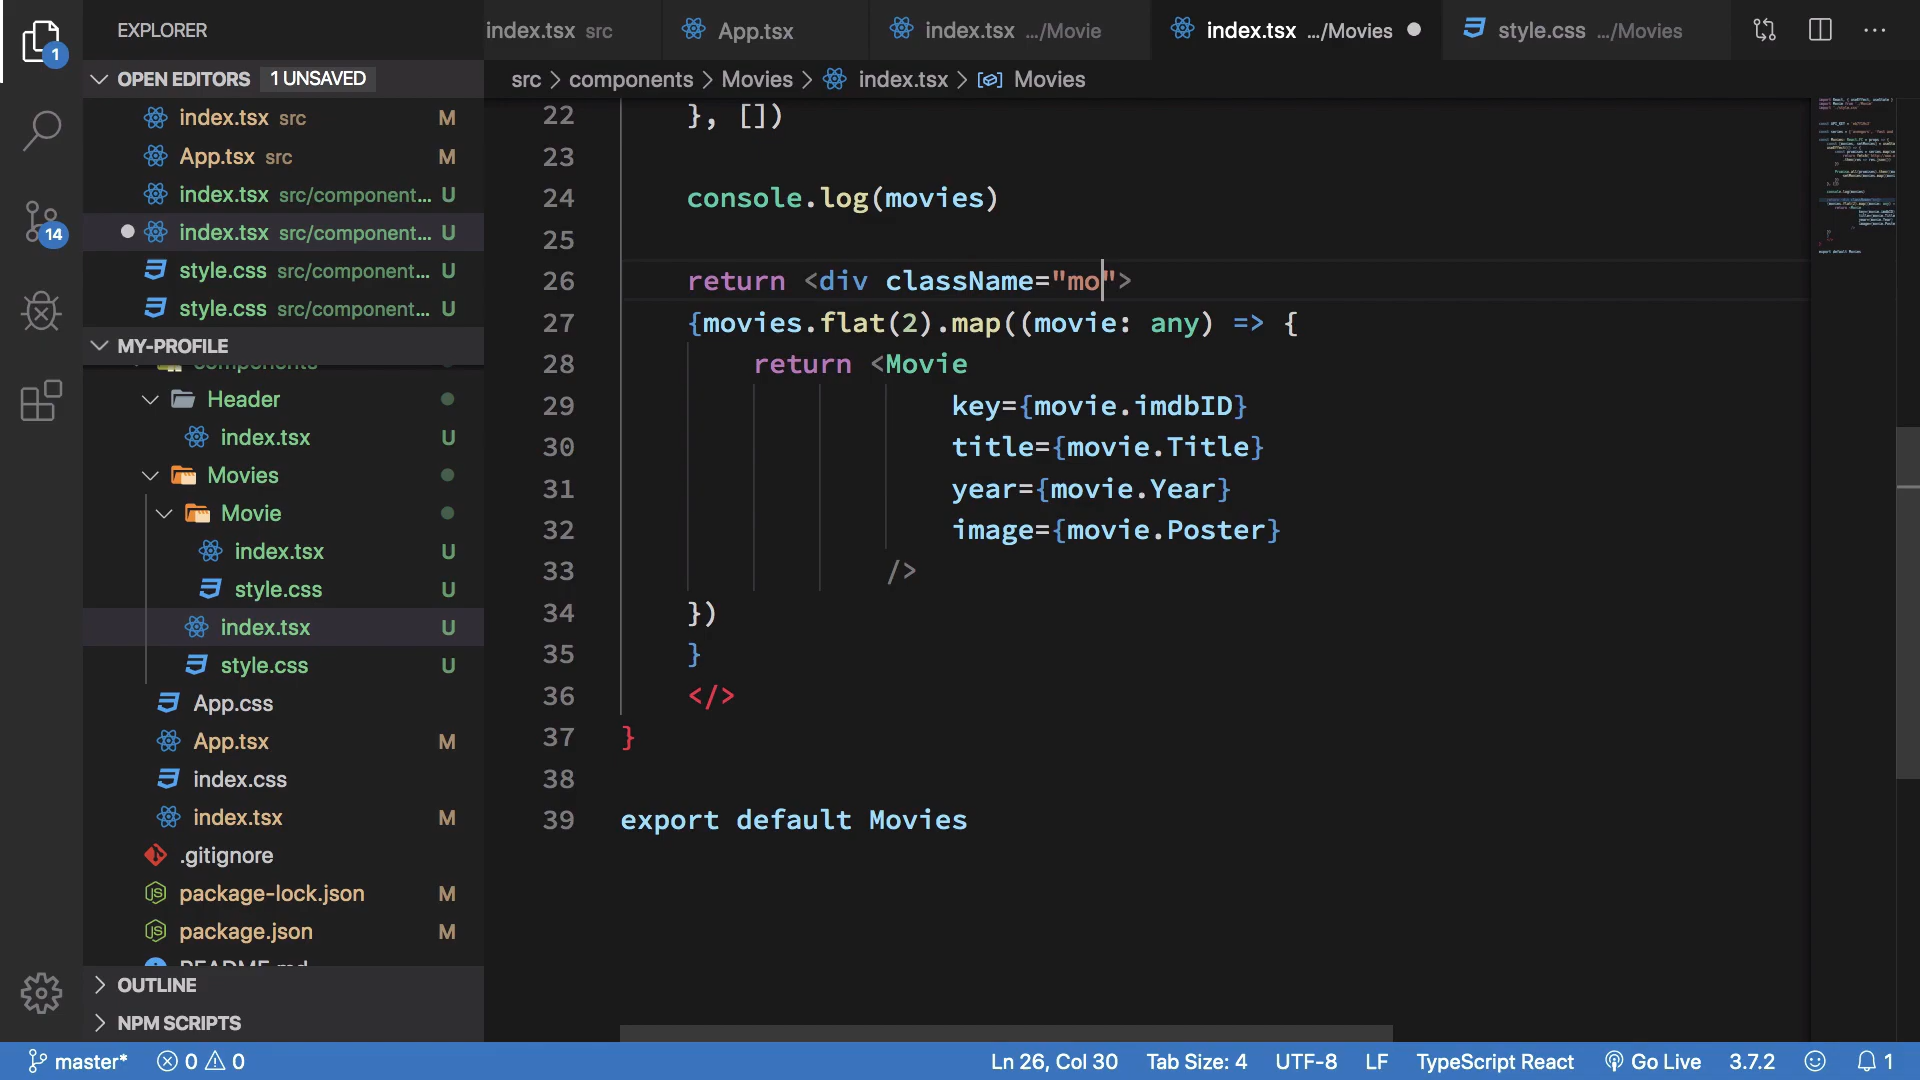 EXPLORER
index.tsx src
App.tsx
index.tsx .../Movie
index.tsx .../Movies
style.css .../Movies
1
OPEN EDITORS 1 UNSAVED
src > components > Movies > index.tsx > Movies
index.tsx src M
App.tsx src M
index.tsx src/component... U
index.tsx src/component... U
style.css src/component... U
style.css src/component... U
14
MY-PROFILE
components
Header
index.tsx U
Movies
Movie
index.tsx U
style.css U
index.tsx U
style.css U
App.css
App.tsx M
index.css
index.tsx M
.gitignore
package-lock.json M
package.json M
README.md
OUTLINE
NPM SCRIPTS
22 }, [])
23
24 console.log(movies)
25
26 return <div className="mo">
27 {movies.flat(2).map((movie: any) => {
28 return <Movie
29 key={movie.imdbID}
30 title={movie.Title}
31 year={movie.Year}
32 image={movie.Poster}
33 />
34 })
35 }
36 </>
37 }
38
39 export default Movies
master* 0 0
Ln 26, Col 30 Tab Size: 4 UTF-8 LF TypeScript React Go Live 3.7.2 1